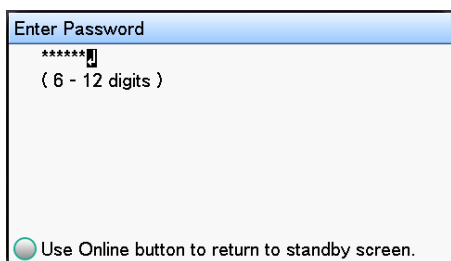 Enter Password
******↲
( 6 - 12 digits )
Use Online button to return to standby screen.